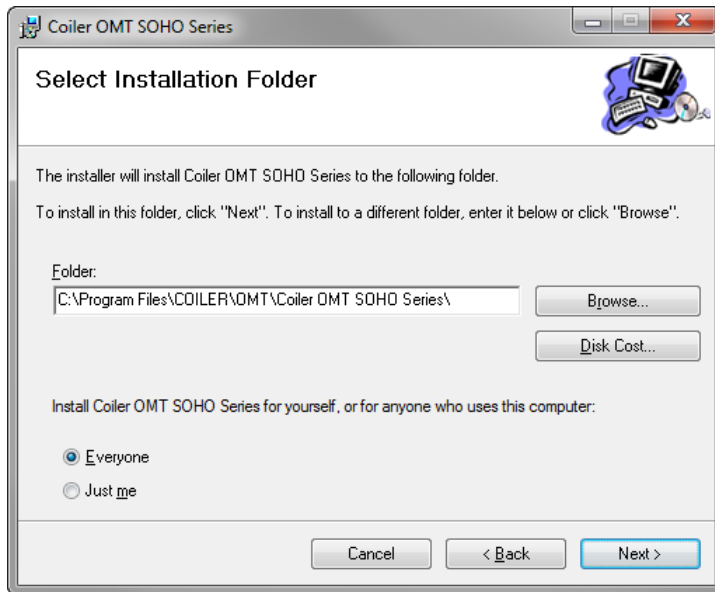 Coiler OMT SOHO Series
Select Installation Folder
The installer will install Coiler OMT SOHO Series to the following folder.
To install in this folder, click "Next". To install to a different folder, enter it below or click "Browse".
Folder:
C:\Program Files\COILER\OMT\Coiler OMT SOHO Series\
Browse...
Disk Cost...
Install Coiler OMT SOHO Series for yourself, or for anyone who uses this computer:
Everyone
Just me
Cancel
< Back
Next >